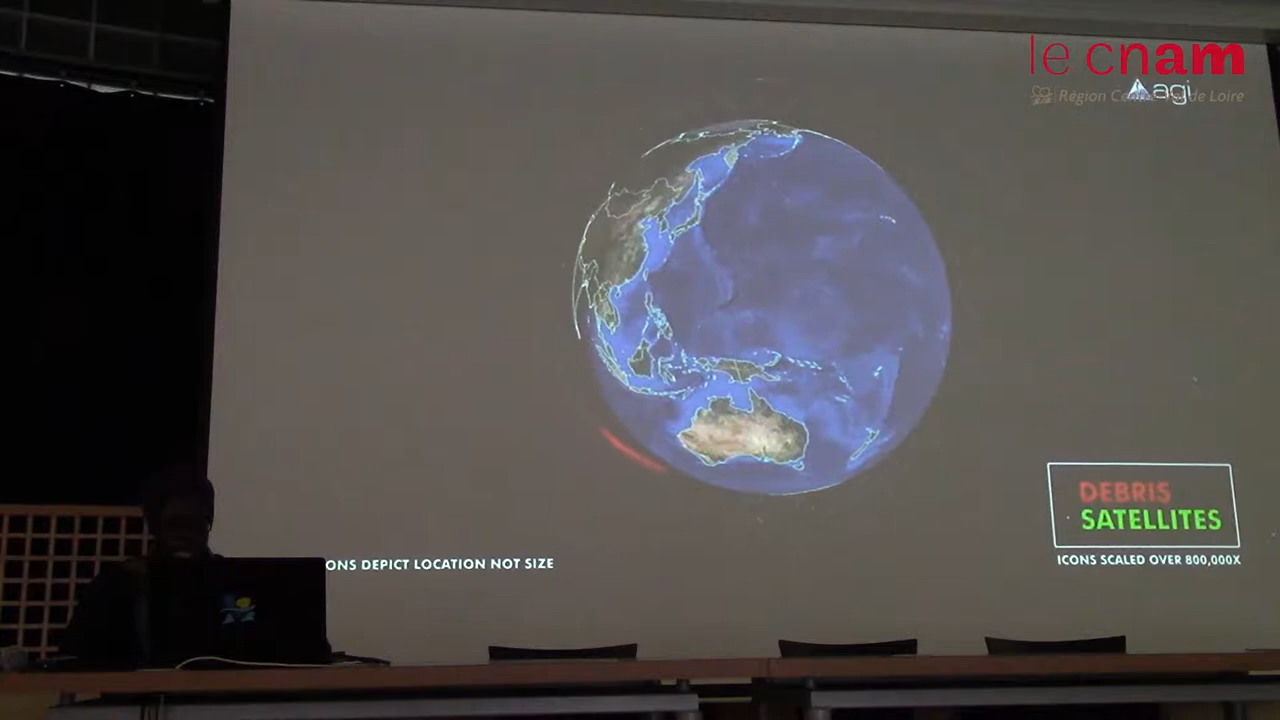 le cnam
agi
Région Centre-Val de Loire
DEBRIS
SATELLITES
ONS DEPICT LOCATION NOT SIZE
ICONS SCALED OVER 800,000X